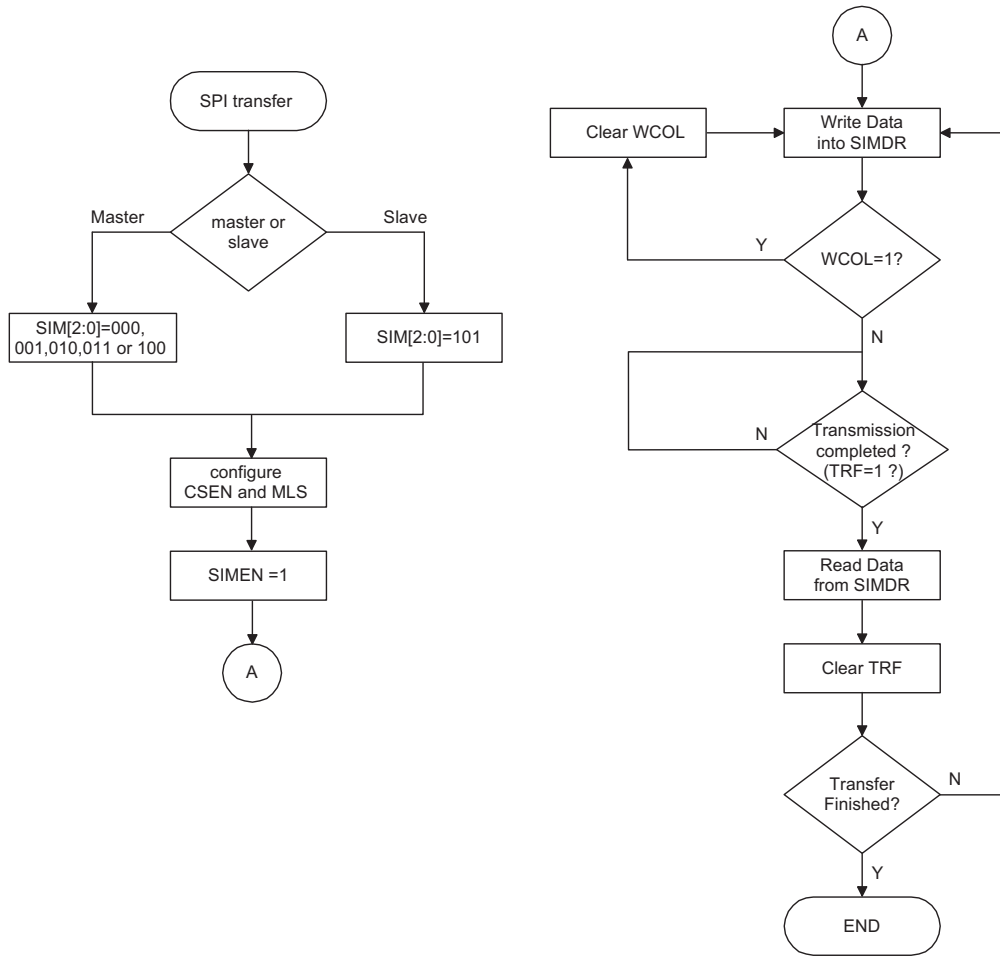 SPI transfer
master or
slave
Master
Slave
SIM[2:0]=000,
001,010,011 or 100
SIM[2:0]=101
configure
CSEN and MLS
SIMEN =1
A
A
Write Data
into SIMDR
Clear WCOL
WCOL=1?
Y
N
Transmission
completed ?
(TRF=1 ?)
N
Y
Read Data
from SIMDR
Clear TRF
Transfer
Finished?
N
Y
END